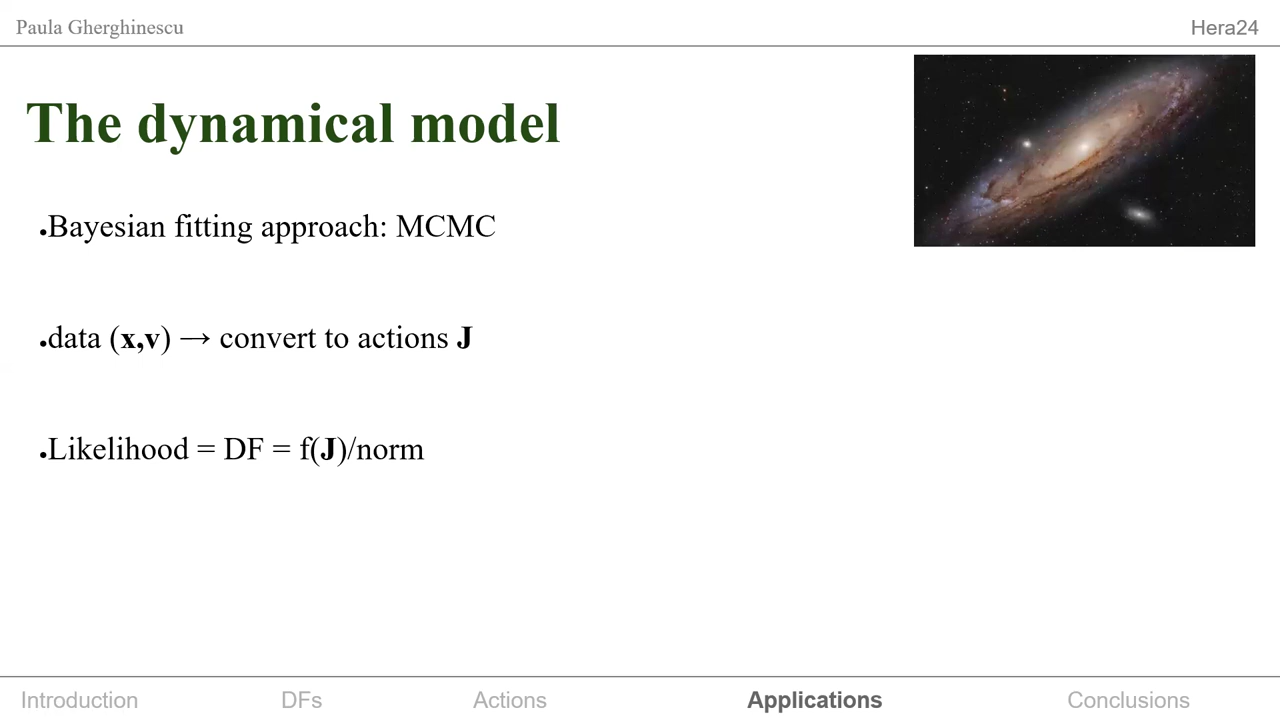 Paula Gherghinescu
Hera24
The dynamical model
•Bayesian fitting approach: MCMC
•data (x,v) → convert to actions J
•Likelihood = DF = f(J)/norm
Introduction DFs Actions Applications Conclusions